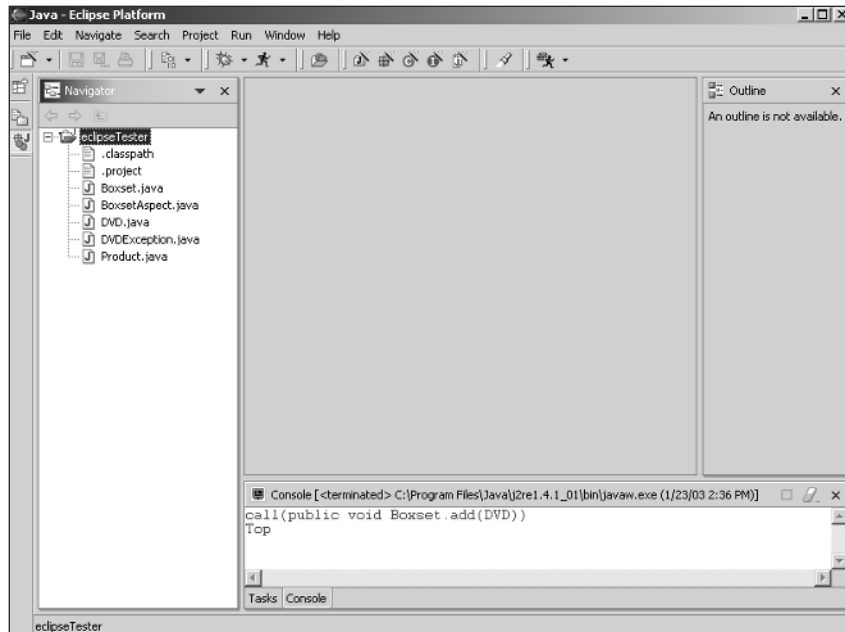 Java - Eclipse Platform
File Edit Navigate Search Project Run Window Help
Navigator
eclipseTester
.classpath
.project
Boxset.java
BoxsetAspect.java
DVD.java
DVDException.java
Product.java
Outline
An outline is not available.
Console [<terminated> C:\Program Files\Java\j2re1.4.1_01\bin\javaw.exe (1/23/03 2:36 PM)]
call(public void Boxset.add(DVD))
Top
Tasks Console
eclipseTester